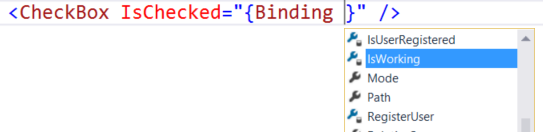 <CheckBox IsChecked="{Binding }" />
IsUserRegistered
IsWorking
Mode
Path
RegisterUser